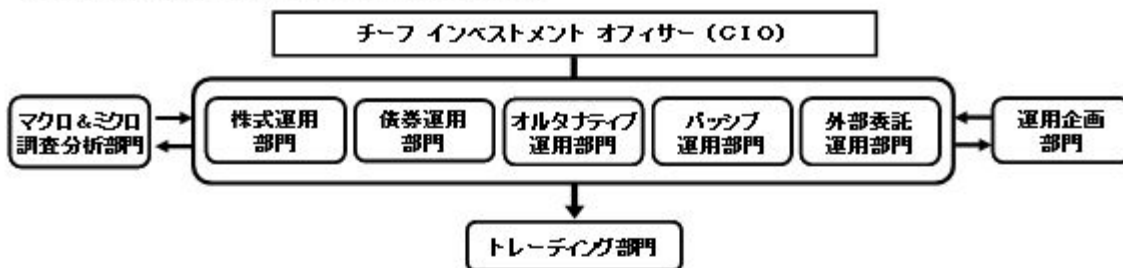 チーフ インベストメント オフィサー（CIO）
マクロ＆ミクロ
調査分析部門
株式運用
部門
債券運用
部門
オルタナティブ
運用部門
パッシブ
運用部門
外部委託
運用部門
運用企画
部門
トレーディング部門